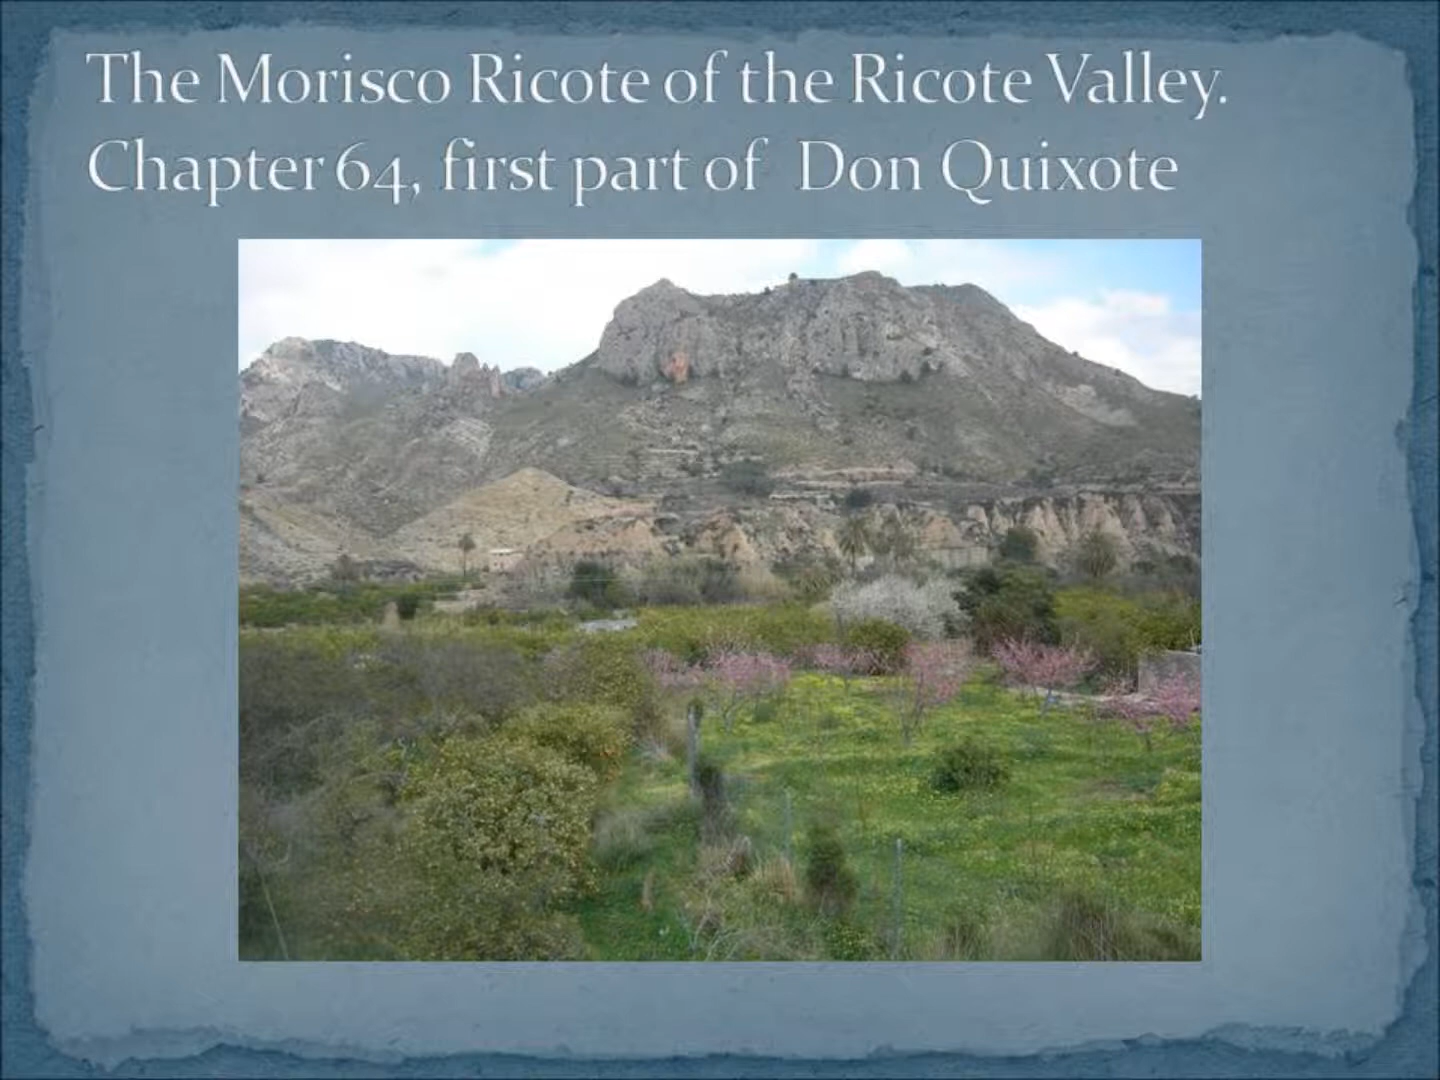 The Morisco Ricote of the Ricote Valley.
Chapter 64, first part of Don Quixote